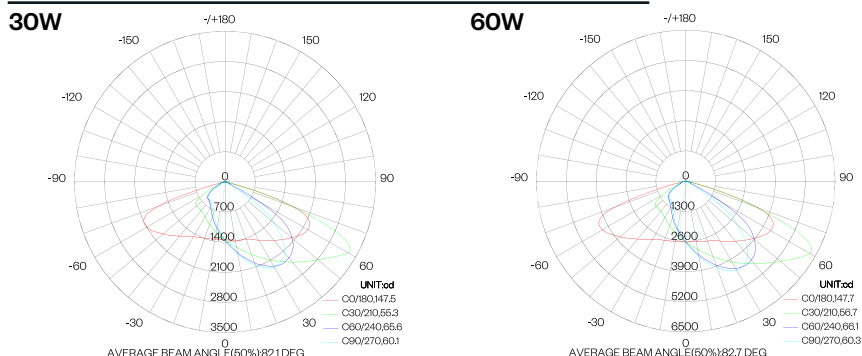 30W
-/+180
-150
150
-120
120
-90
90
0
700
1400
2100
2800
3500
-60
60
-30
30
UNIT:cd
C0/180,147.5
C30/210,55.3
C60/240,65.6
C90/270,60.1
AVERAGE BEAM ANGLE(50%):82.1 DEG
60W
-/+180
-150
150
-120
120
-90
90
0
1300
2600
3900
5200
6500
-60
60
-30
30
UNIT:cd
C0/180,147.7
C30/210,56.7
C60/240,66.1
C90/270,60.3
AVERAGE BEAM ANGLE(50%):82.7 DEG